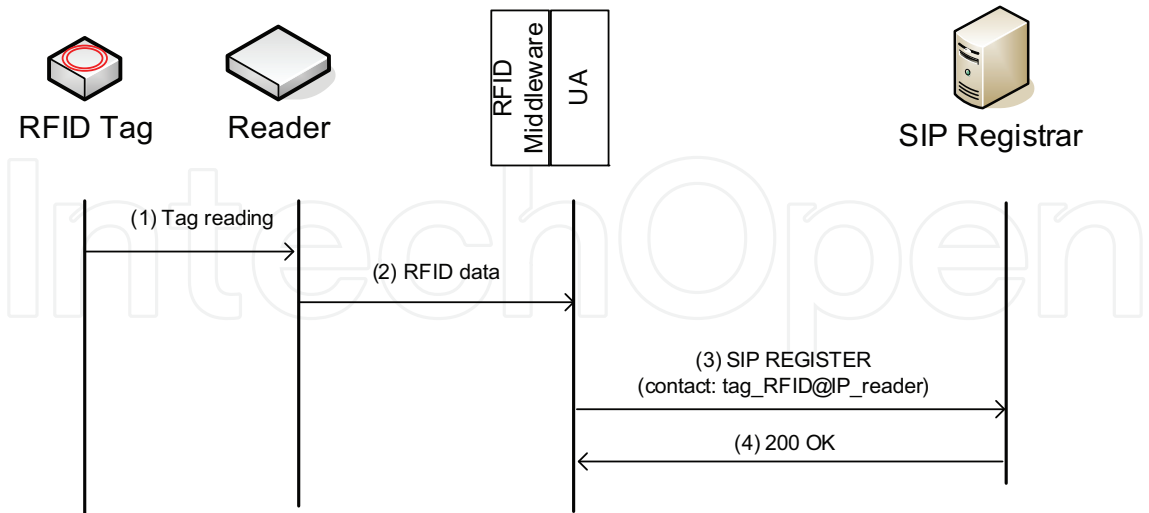 RFID Tag
Reader
RFID
Middleware
UA
SIP Registrar
IntechOpen
(1) Tag reading
(2) RFID data
(3) SIP REGISTER
(contact: tag_RFID@IP_reader)
(4) 200 OK